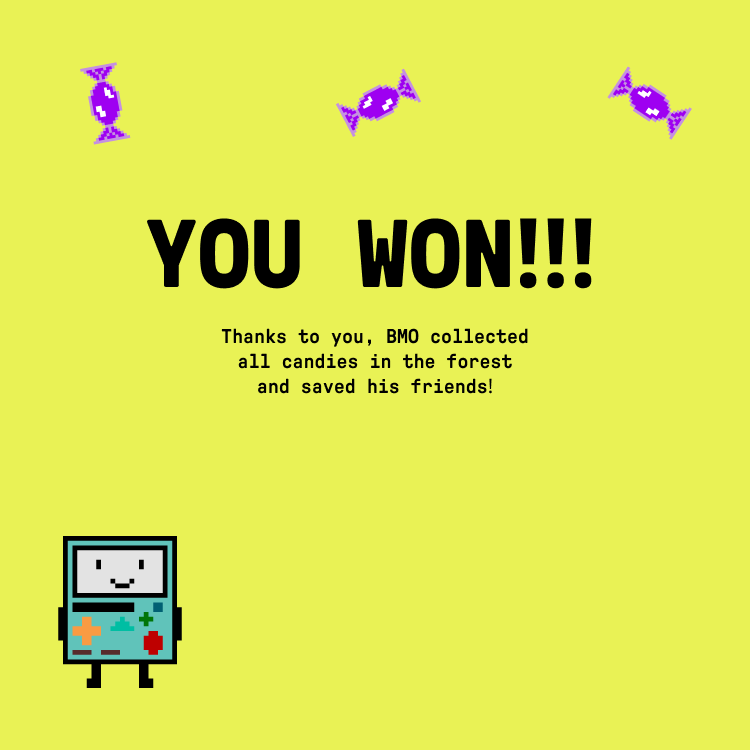 YOU WON!!!
Thanks to you, BMO collected
all candies in the forest
and saved his friends!